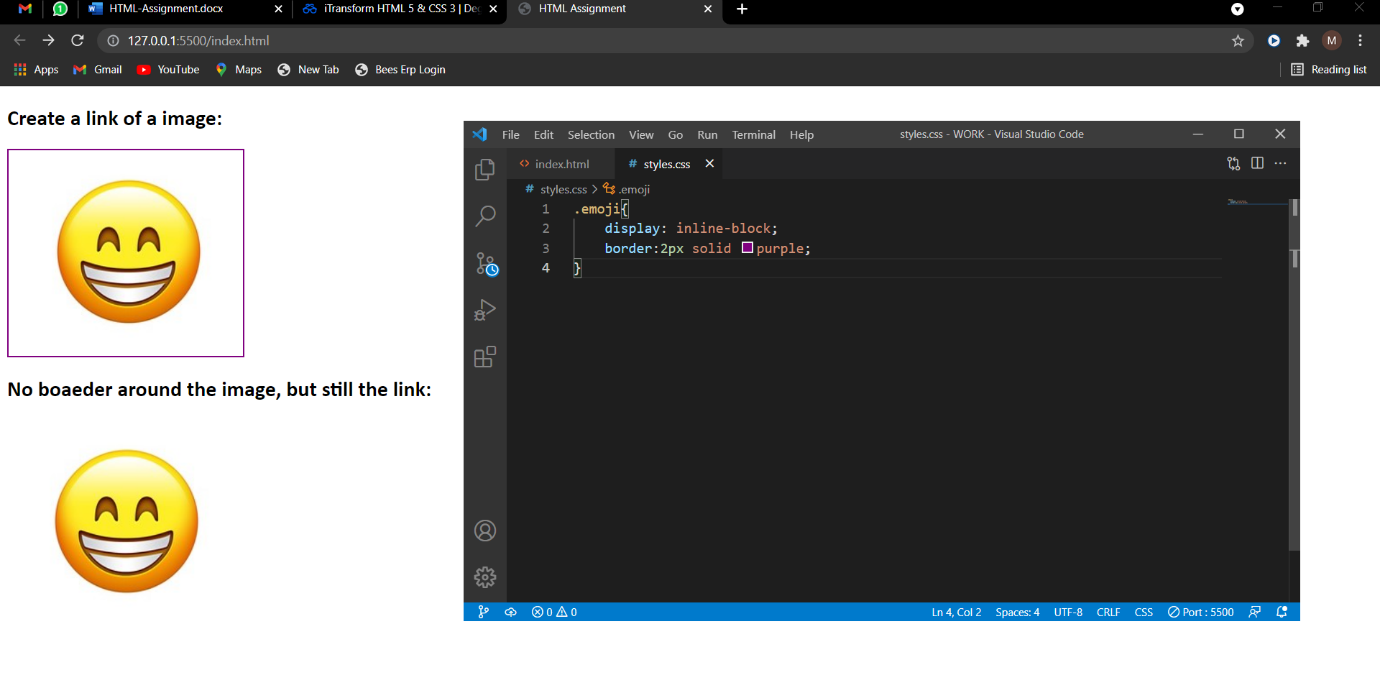 HTML-Assignment.docx
iTransform HTML 5 & CSS 3 | De
HTML Assignment
127.0.0.1:5500/index.html
M
Apps
Gmail
YouTube
Maps
New Tab
Bees Erp Login
Reading list
Create a link of a image:
No boaeder around the image, but still the link:
File Edit Selection View Go Run Terminal Help
styles.css - WORK - Visual Studio Code
index.html
# styles.css
# styles.css > .emoji
1 .emoji{
2 display: inline-block;
3 border:2px solid purple;
4 }
0 0
Ln 4, Col 2 Spaces: 4 UTF-8 CRLF CSS Port : 5500